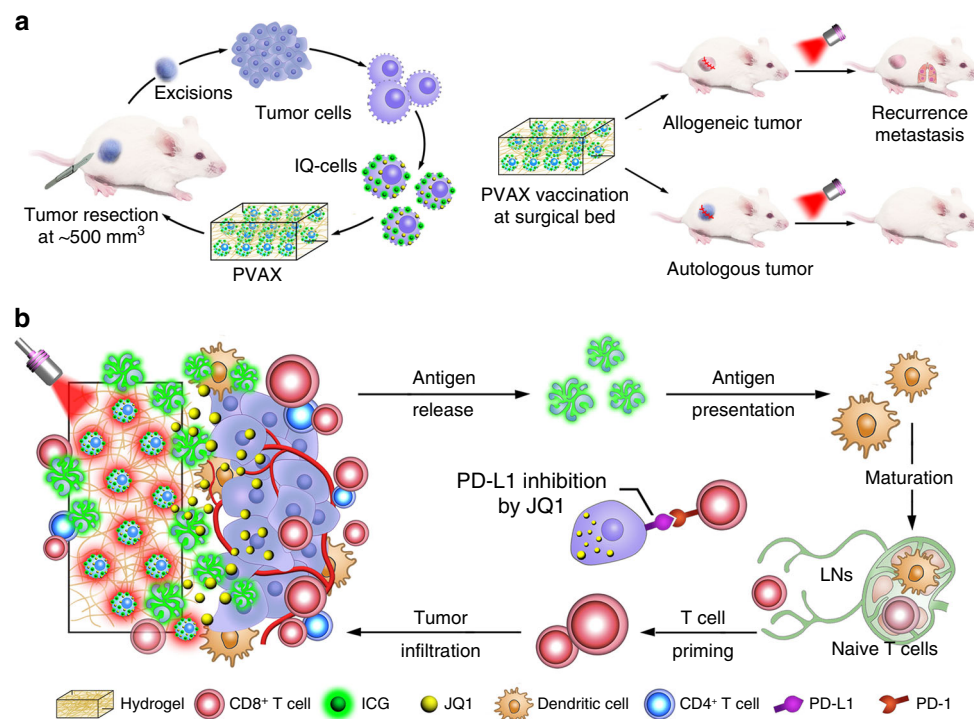 a
Excisions
Tumor cells
IQ-cells
Tumor resection
at ~500 mm³
PVAX
PVAX vaccination
at surgical bed
Allogeneic tumor
Recurrence
metastasis
Autologous tumor
b
Antigen
release
Antigen
presentation
Maturation
PD-L1 inhibition
by JQ1
LNs
Naive T cells
T cell
priming
Tumor
infiltration
Hydrogel
CD8⁺ T cell
ICG
JQ1
Dendritic cell
CD4⁺ T cell
PD-L1
PD-1